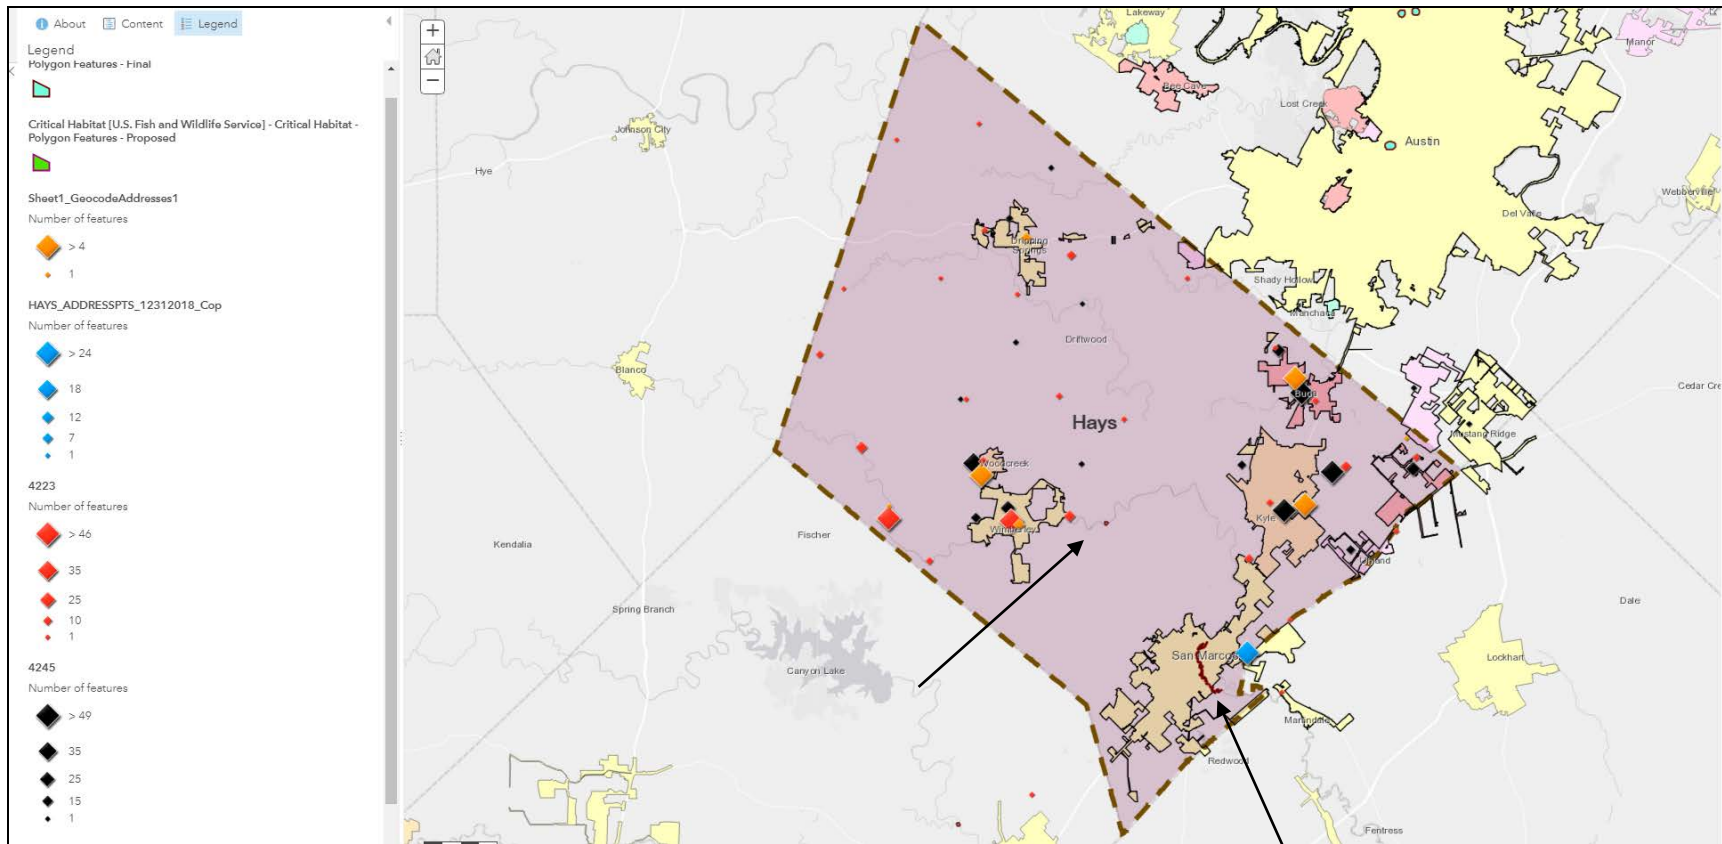 About
Content
Legend
Legend
Polygon Features - Final
Critical Habitat [U.S. Fish and Wildlife Service] - Critical Habitat -
Polygon Features - Proposed
Sheet1_GeocodeAddresses1
Number of features
> 4
1
HAYS_ADDRESSPTS_12312018_Cop
Number of features
> 24
18
12
7
1
4223
Number of features
> 46
35
25
10
1
4245
Number of features
> 49
35
25
15
1
+
−
Lakeway
Manor
Bee Cave
Lost Creek
Johnson City
Austin
Hye
Webberville
Del Valle
Dripping
Springs
Shady Hollow
Manchaca
Driftwood
Blanco
Cedar Cre
Buda
Hays
Mustang Ridge
Woodcreek
Kyle
Wimberley
Fischer
Kendalia
Uhland
Dale
Spring Branch
San Marcos
Lockhart
Canyon Lake
Martindale
Redwood
Fentress